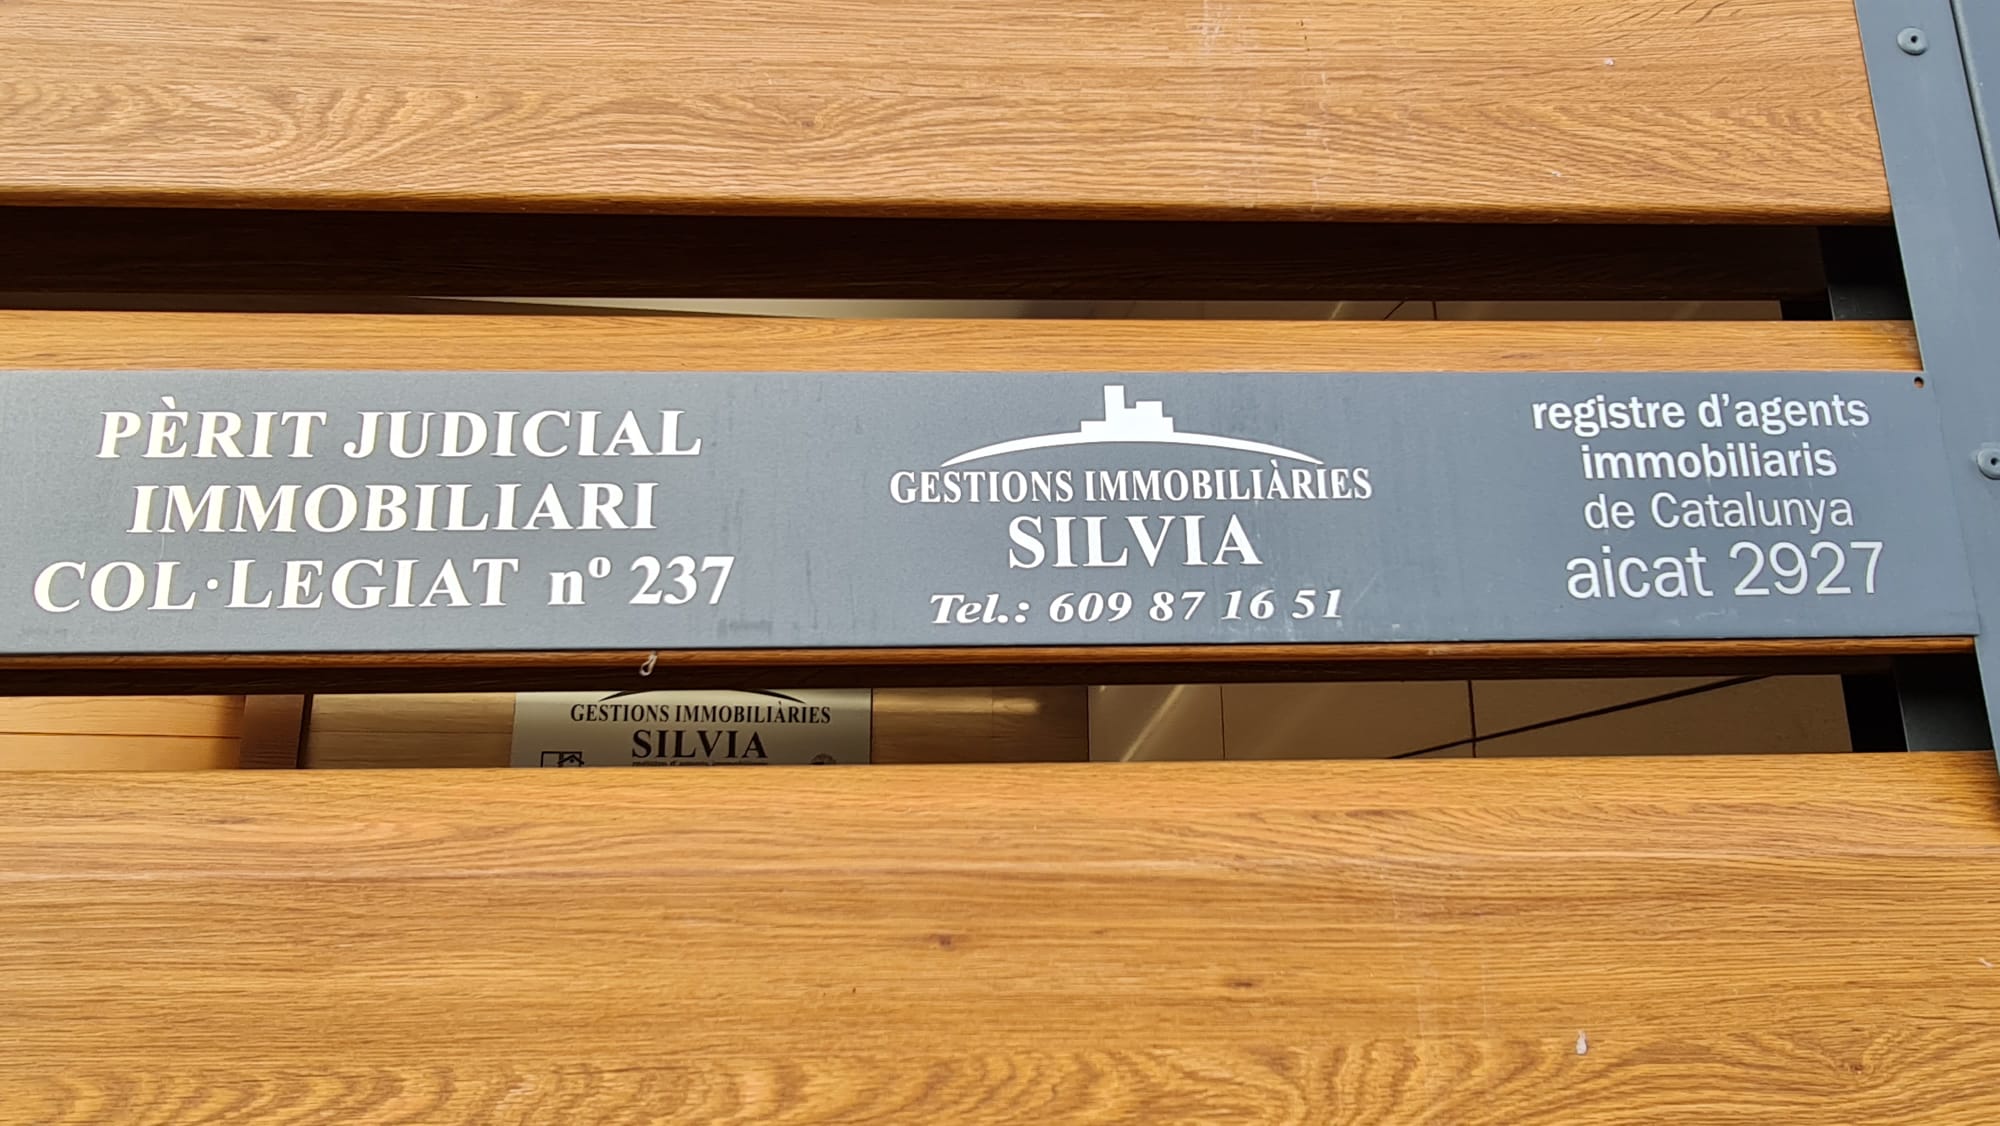 PÈRIT JUDICIAL
IMMOBILIARI
COL·LEGIAT nº 237
GESTIONS IMMOBILIÀRIES
SILVIA
Tel.: 609 87 16 51
registre d'agents
immobiliaris
de Catalunya
aicat 2927
GESTIONS IMMOBILIÀRIES
SILVIA